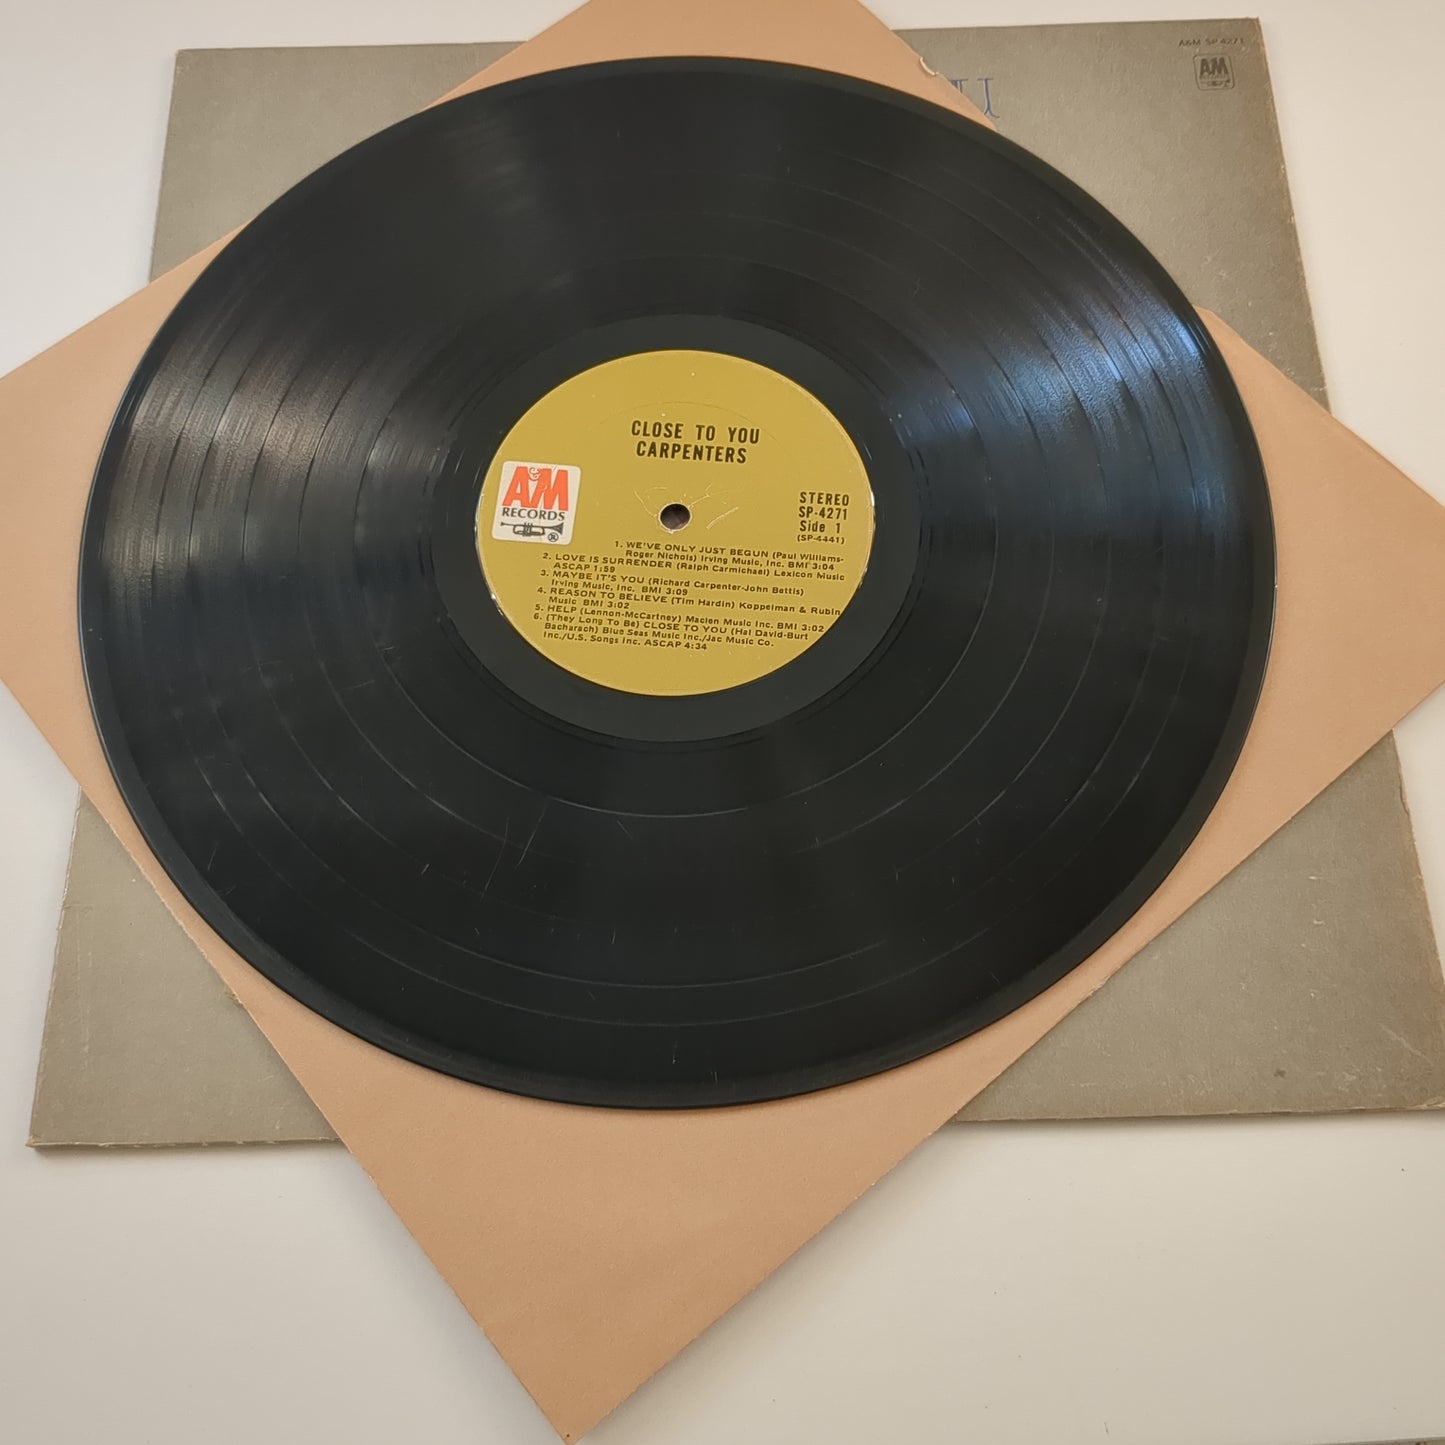 A&M SP 4271
AM
CLOSE TO YOU
CARPENTERS
A&M
RECORDS
®
STEREO
SP-4271
Side 1
(SP-4441)
1. WE'VE ONLY JUST BEGUN (Paul Williams-
Roger Nichols) Irving Music, Inc. BMI 3:04
2. LOVE IS SURRENDER (Ralph Carmichael) Lexicon Music
ASCAP 1:59
3. MAYBE IT'S YOU (Richard Carpenter-John Bettis)
Irving Music, Inc. BMI 3:09
4. REASON TO BELIEVE (Tim Hardin) Koppelman & Rubin
Music BMI 3:02
5. HELP (Lennon-McCartney) Maclen Music Inc. BMI 3:02
6. (They Long To Be) CLOSE TO YOU (Hal David-Burt
Bacharach) Blue Seas Music Inc./Jac Music Co.
Inc./U.S. Songs Inc. ASCAP 4:34